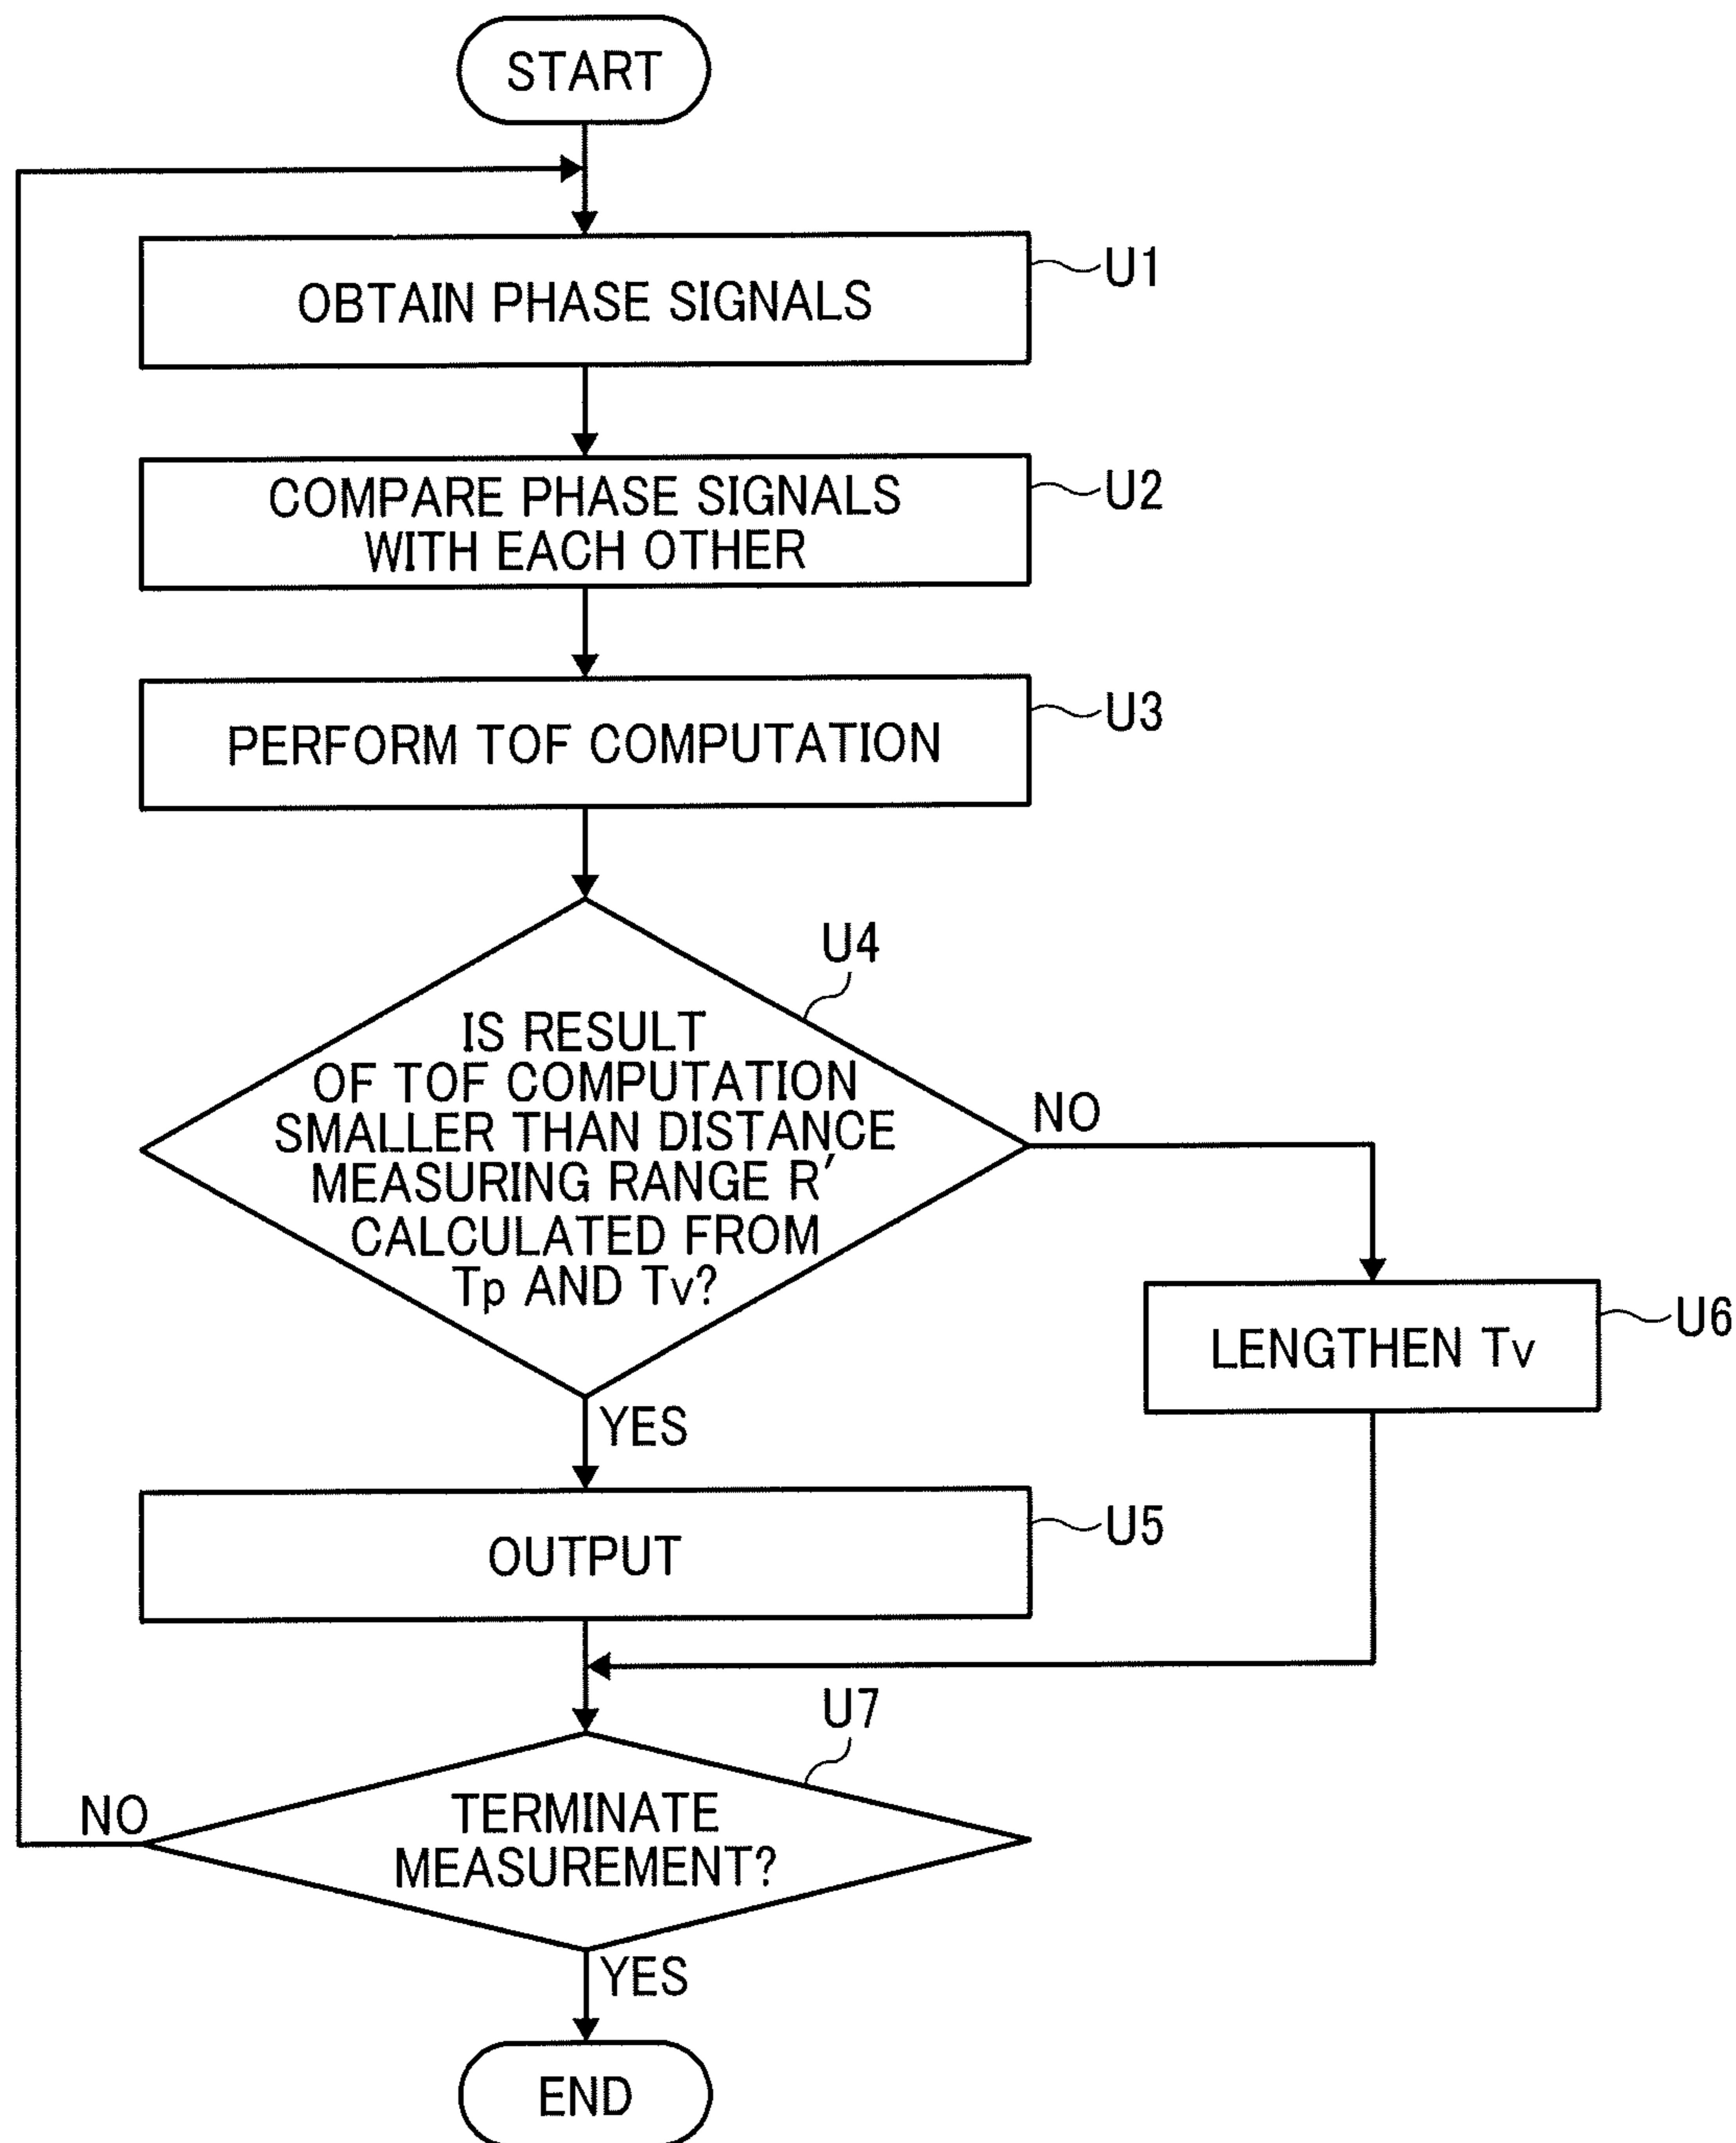 START
OBTAIN PHASE SIGNALS
U1
COMPARE PHASE SIGNALS
WITH EACH OTHER
U2
PERFORM TOF COMPUTATION
U3
U4
IS RESULT
OF TOF COMPUTATION
SMALLER THAN DISTANCE
MEASURING RANGE R′
CALCULATED FROM
Tp AND Tv?
NO
LENGTHEN Tv
U6
YES
OUTPUT
U5
U7
TERMINATE
MEASUREMENT?
NO
YES
END